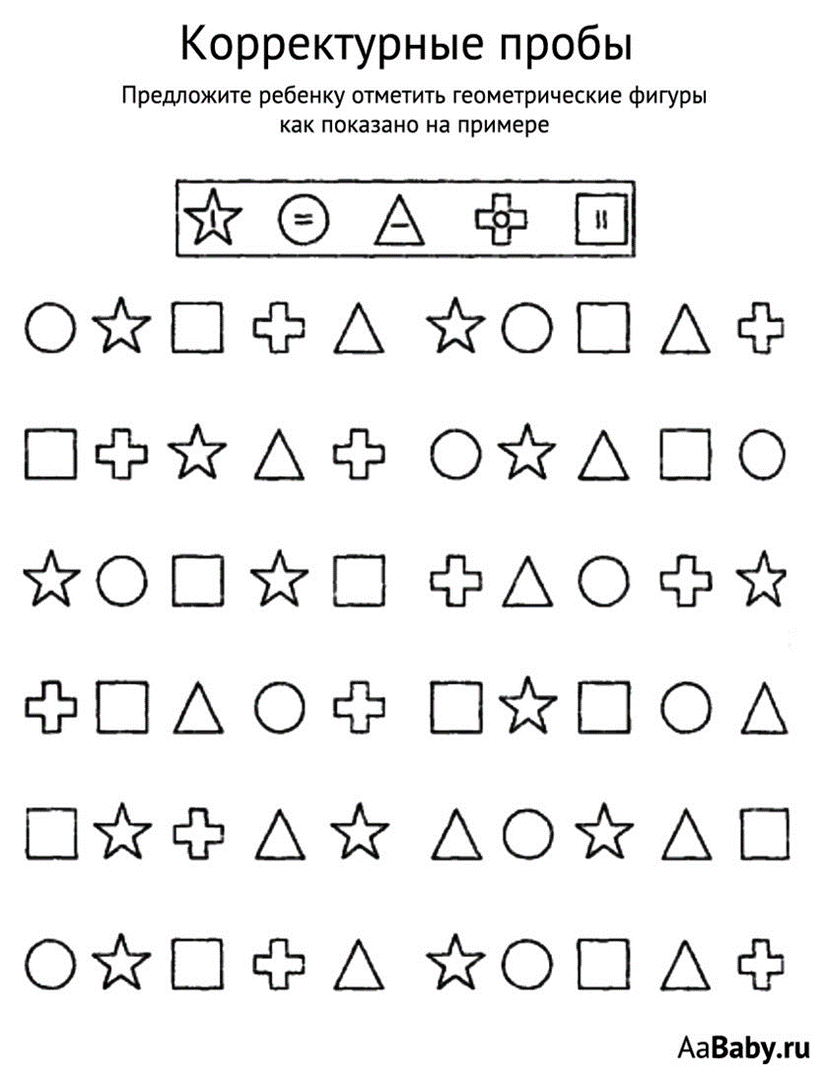 Корректурные пробы
Предложите ребенку отметить геометрические фигуры
как показано на примере
AaBaby.ru